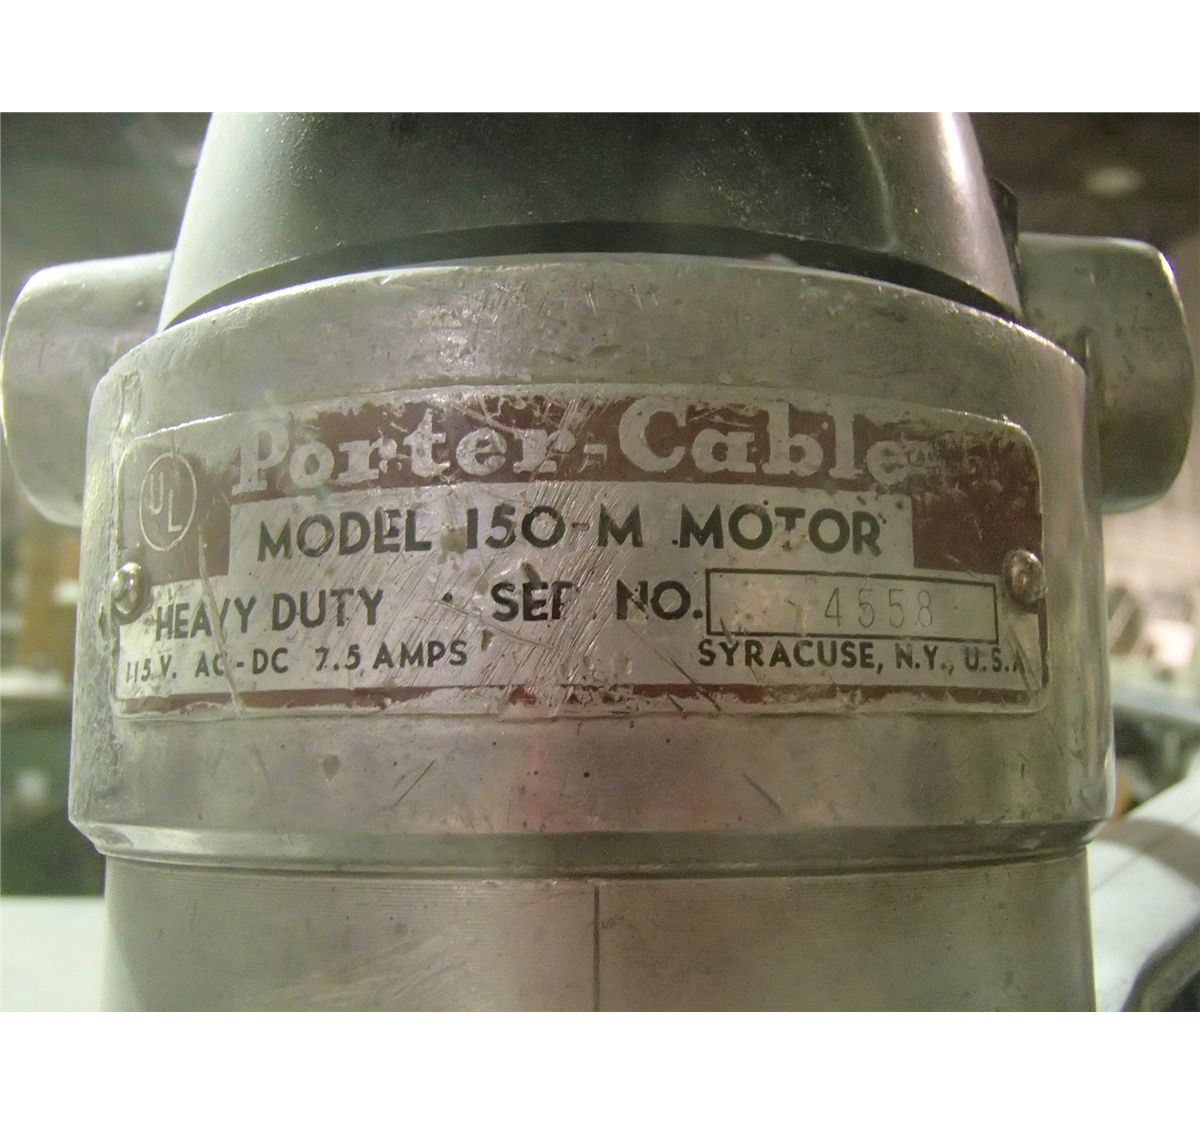 UL
Porter-Cable
MODEL 150-M MOTOR
HEAVY DUTY SER. NO. 4558
115 V. AC-DC 7.5 AMPS SYRACUSE, N.Y., U.S.A